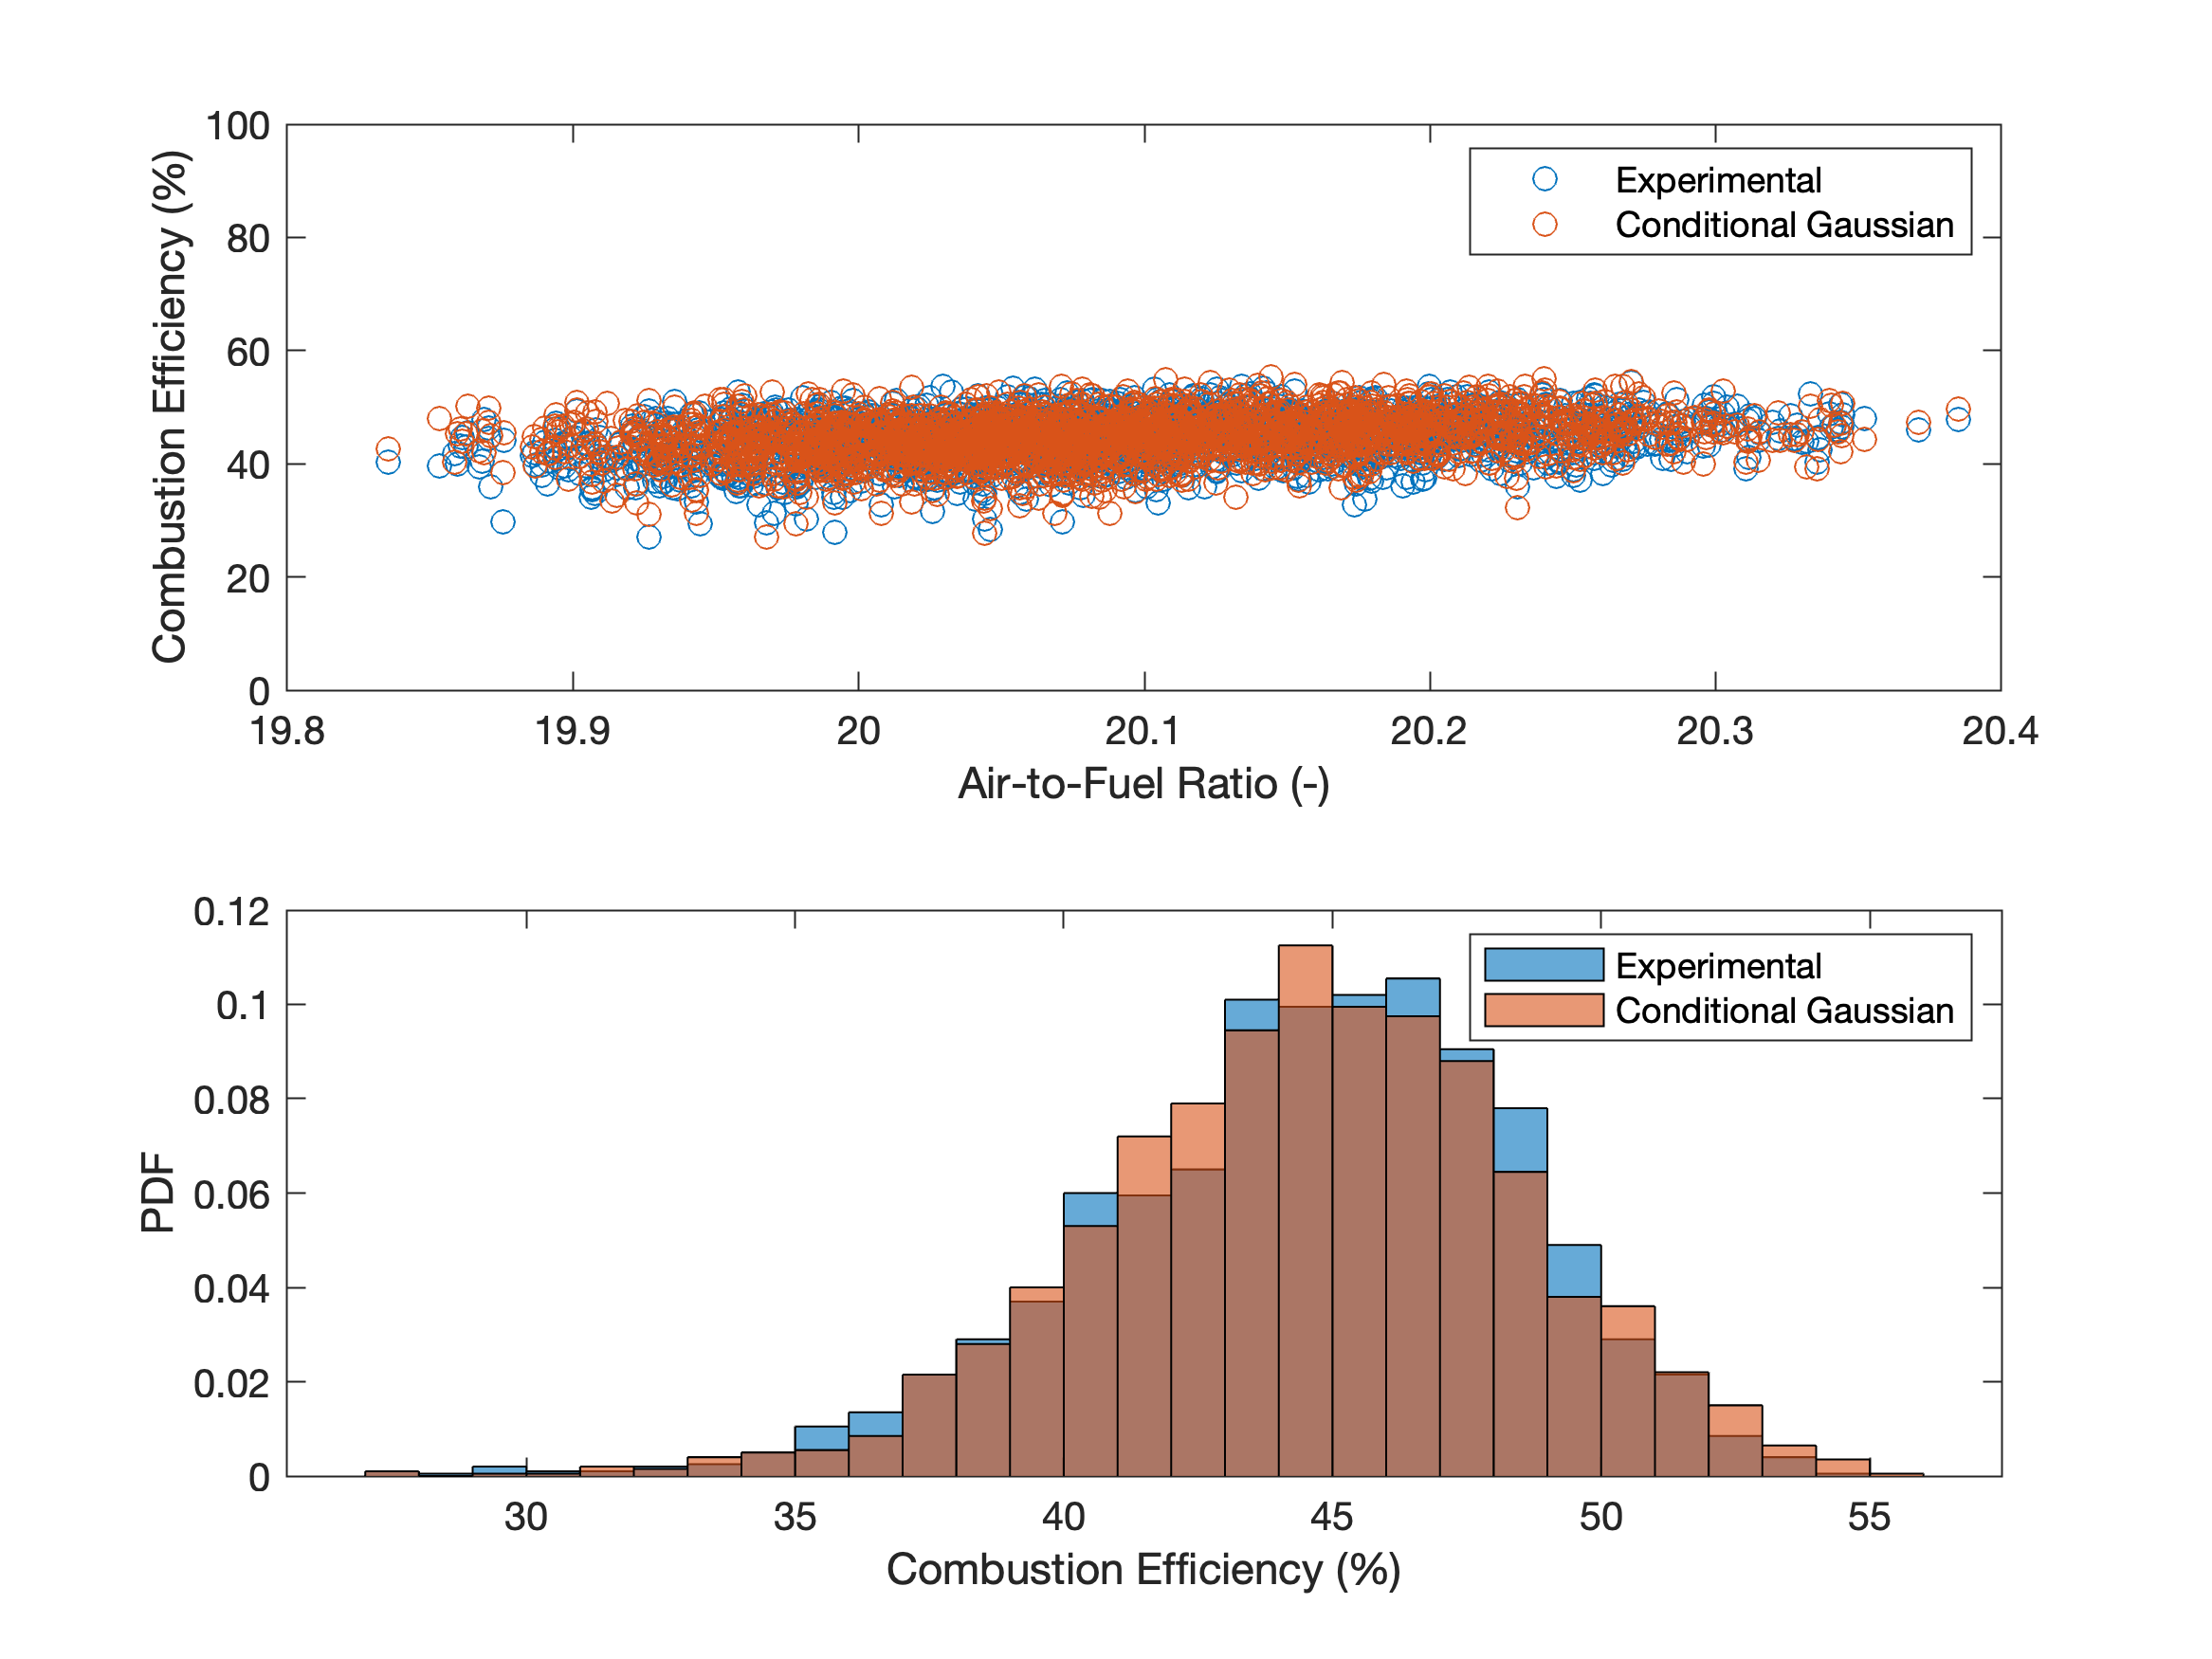 100
80
60
40
20
0
Combustion Efficiency (%)
Experimental
Conditional Gaussian
19.8 19.9 20 20.1 20.2 20.3 20.4
Air-to-Fuel Ratio (-)
0.12
0.1
0.08
0.06
0.04
0.02
0
PDF
Experimental
Conditional Gaussian
30 35 40 45 50 55
Combustion Efficiency (%)